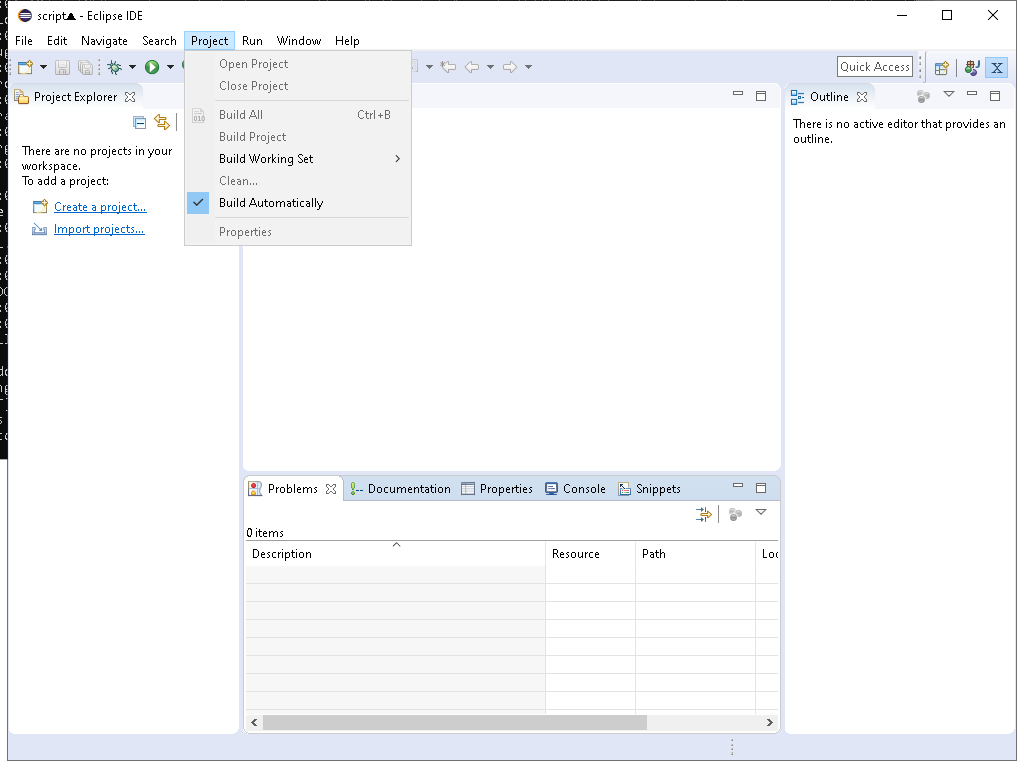 script▲ - Eclipse IDE
File Edit Navigate Search Project Run Window Help
Quick Access
Open Project
Close Project
Build All Ctrl+B
Build Project
Build Working Set
Clean...
Build Automatically
Properties
Project Explorer
There are no projects in your
workspace.
To add a project:
Create a project...
Import projects...
Outline
There is no active editor that provides an
outline.
Problems Documentation Properties Console Snippets
0 items
Description Resource Path